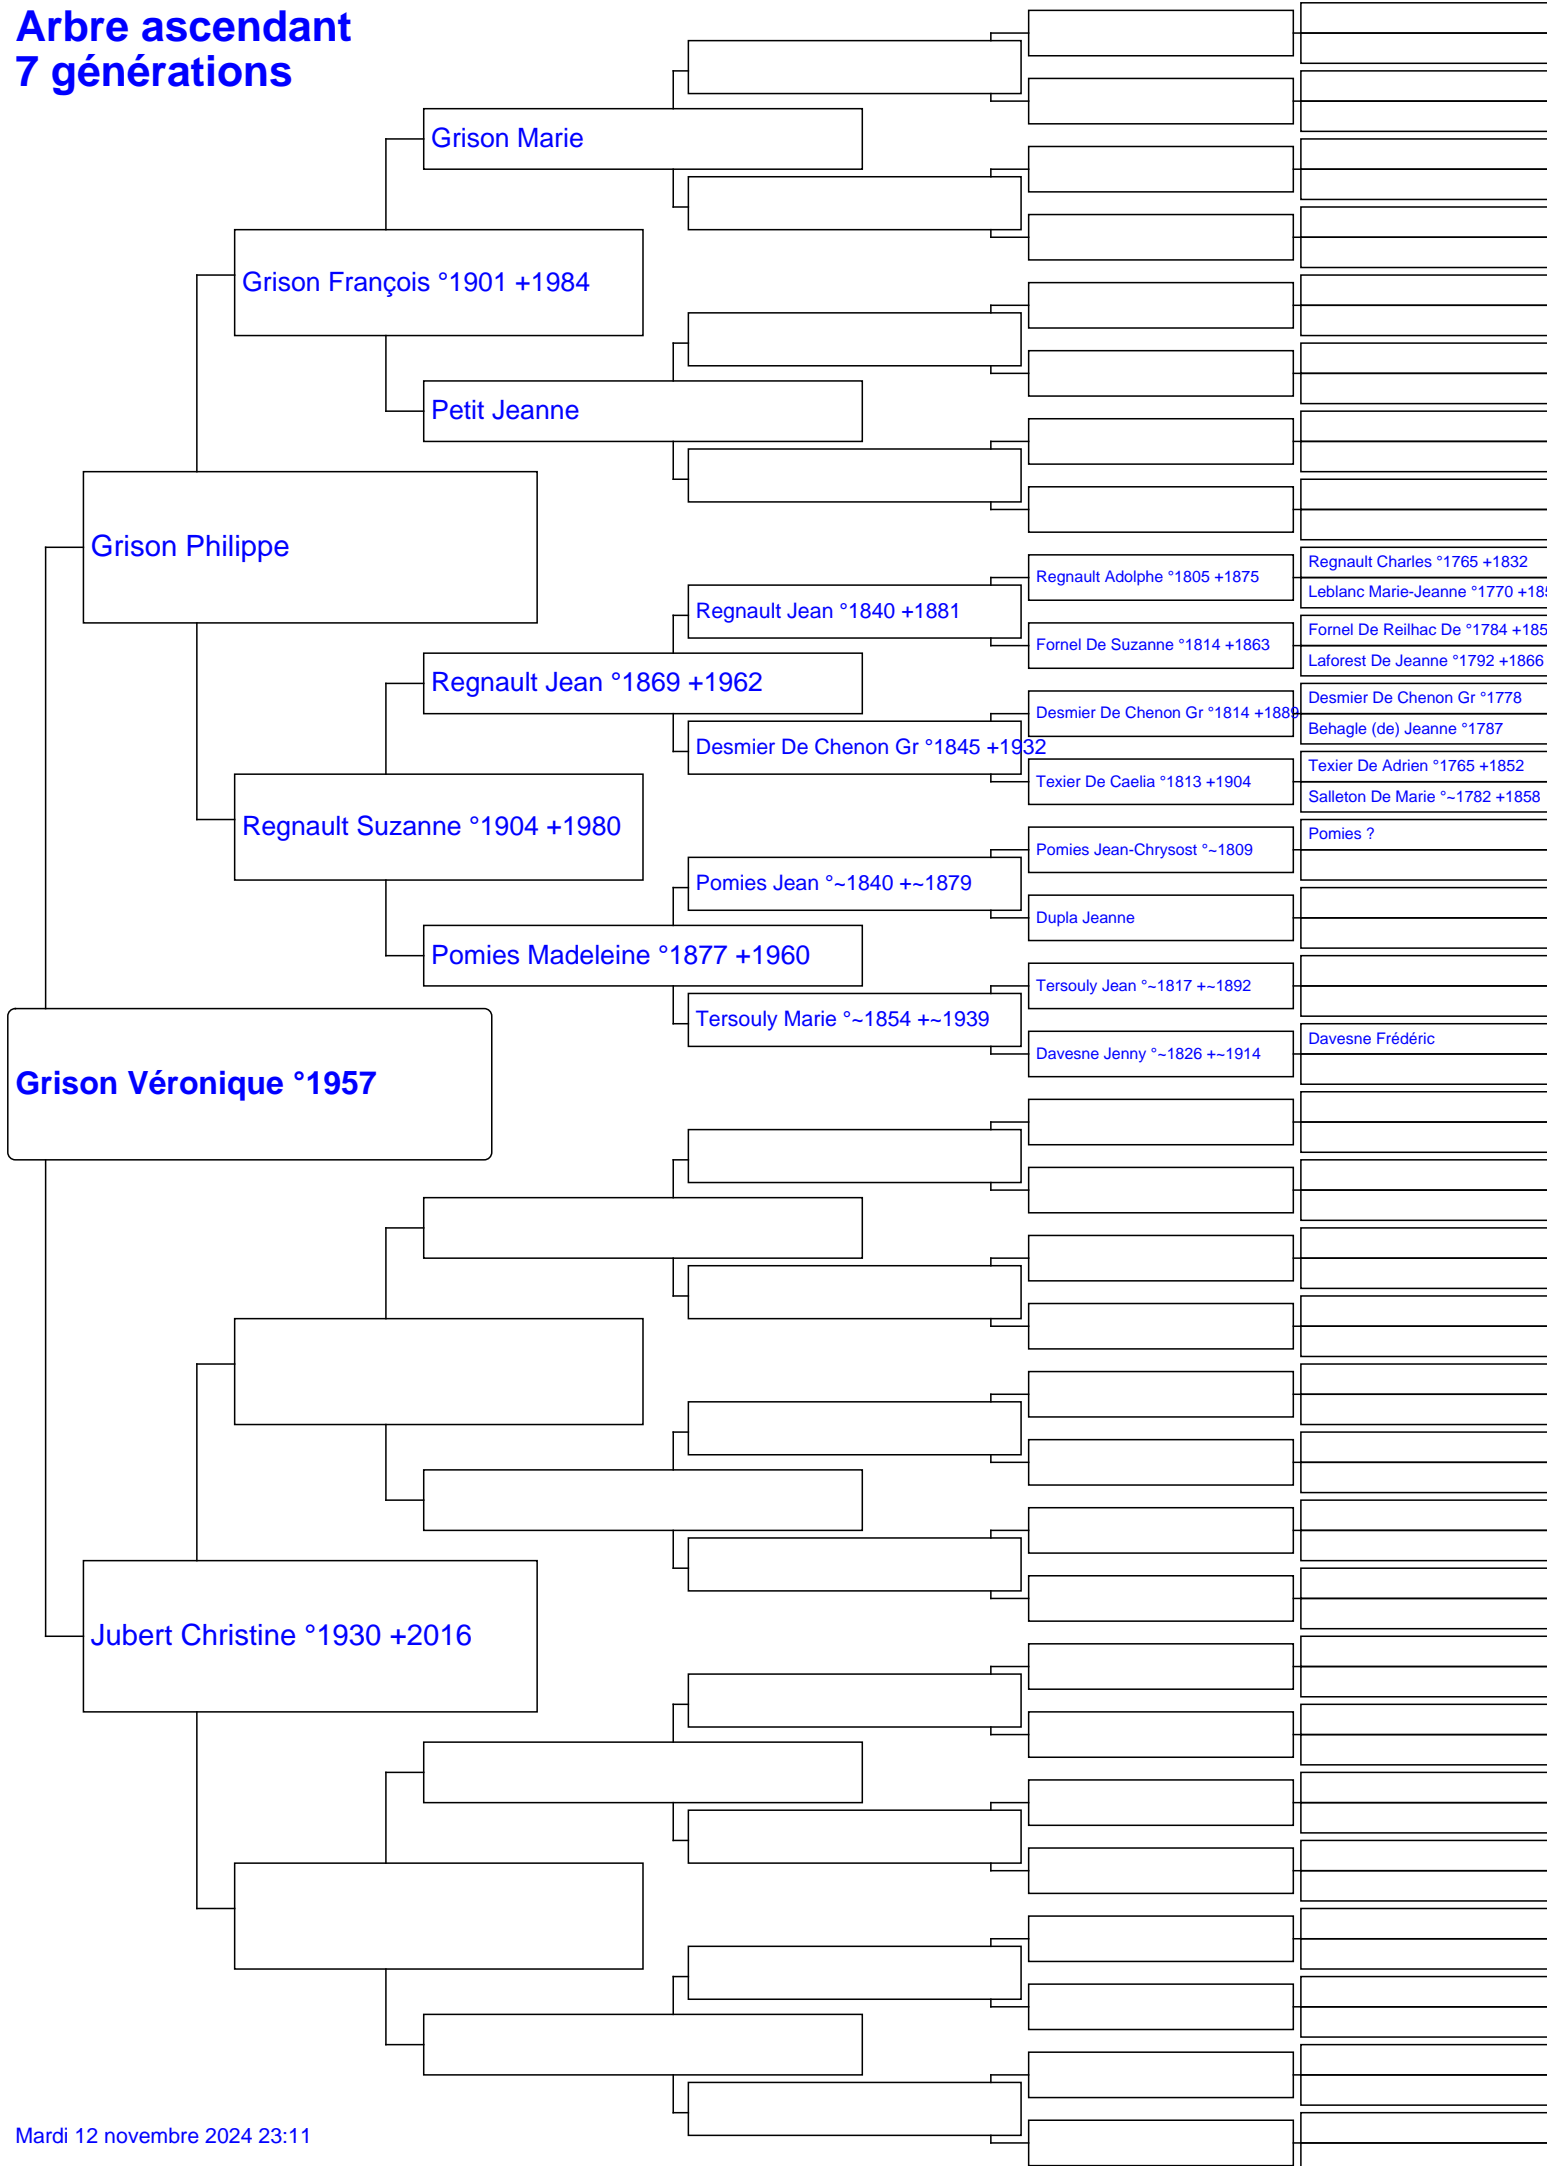 Arbre ascendant
7 générations
Grison Marie
Grison François °1901 +1984
Petit Jeanne
Grison Philippe
Regnault Charles °1765 +1832
Regnault Adolphe °1805 +1875
Leblanc Marie-Jeanne °1770 +185
Regnault Jean °1840 +1881
Fornel De Reilhac De °1784 +185
Fornel De Suzanne °1814 +1863
Laforest De Jeanne °1792 +1866
Regnault Jean °1869 +1962
Desmier De Chenon Gr °1778
Desmier De Chenon Gr °1814 +1889
Behagle (de) Jeanne °1787
Desmier De Chenon Gr °1845 +1932
Texier De Adrien °1765 +1852
Texier De Caelia °1813 +1904
Salleton De Marie °~1782 +1858
Regnault Suzanne °1904 +1980
Pomies ?
Pomies Jean-Chrysost °~1809
Pomies Jean °~1840 +~1879
Dupla Jeanne
Pomies Madeleine °1877 +1960
Tersouly Jean °~1817 +~1892
Tersouly Marie °~1854 +~1939
Davesne Frédéric
Davesne Jenny °~1826 +~1914
Grison Véronique °1957
Jubert Christine °1930 +2016
Mardi 12 novembre 2024 23:11